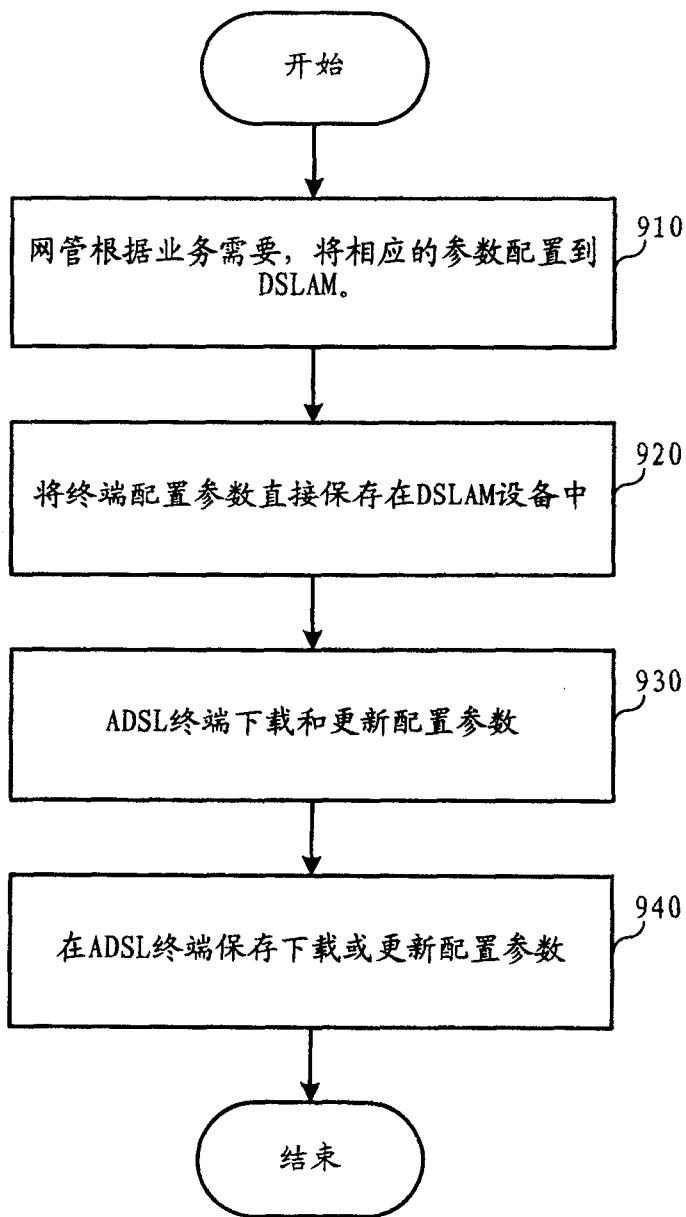 开始
910
网管根据业务需要，将相应的参数配置到
DSLAM。
920
将终端配置参数直接保存在DSLAM设备中
930
ADSL终端下载和更新配置参数
940
在ADSL终端保存下载或更新配置参数
结束